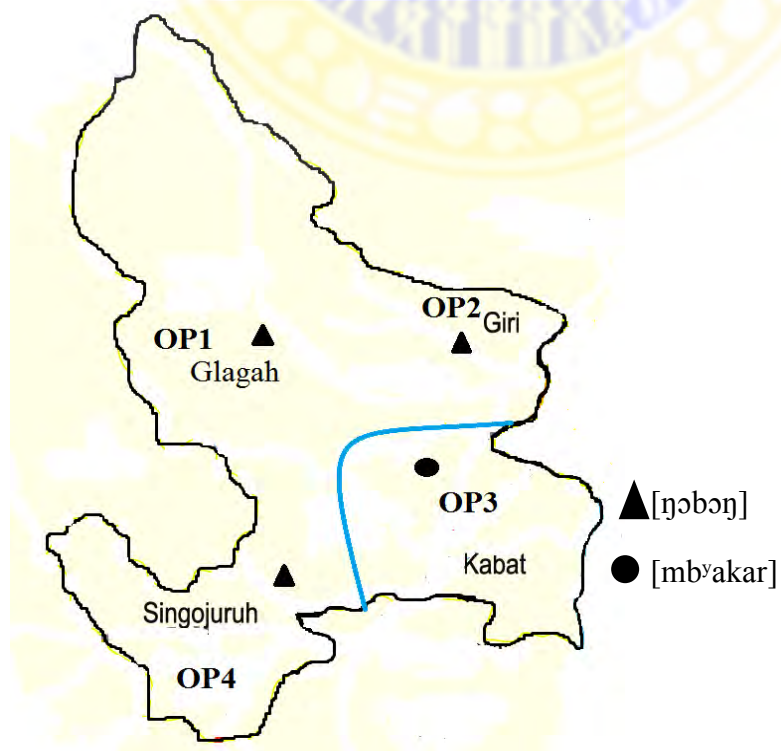 OP2
Giri
OP1
Glagah
OP3
[ŋɔbɔŋ]
Kabat
[mbʸakar]
Singojuruh
OP4